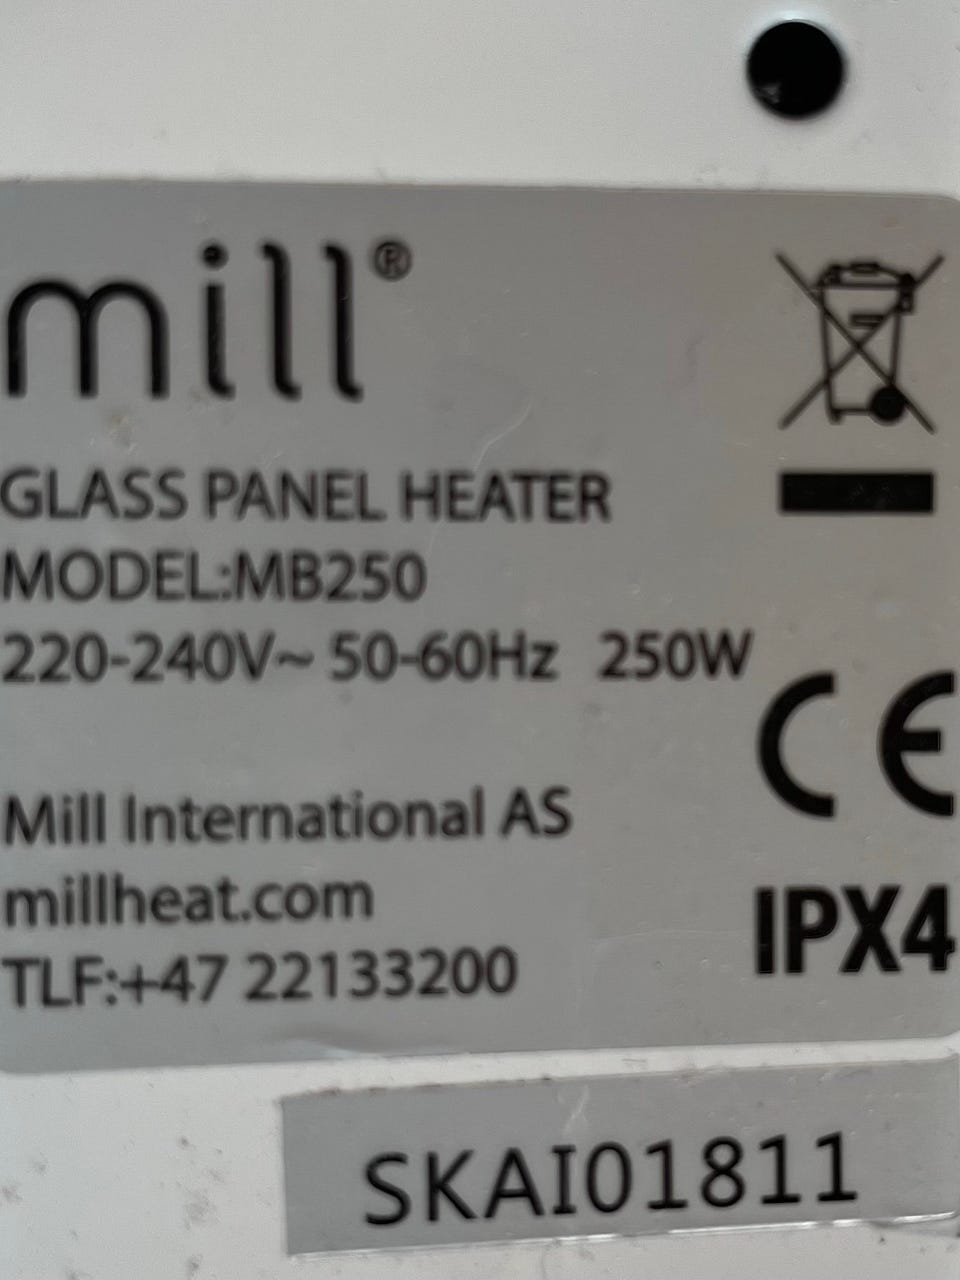 mill®
GLASS PANEL HEATER
MODEL:MB250
220-240V~ 50-60Hz 250W
CE
Mill International AS
millheat.com
IPX4
TLF:+47 22133200
SKAI01811